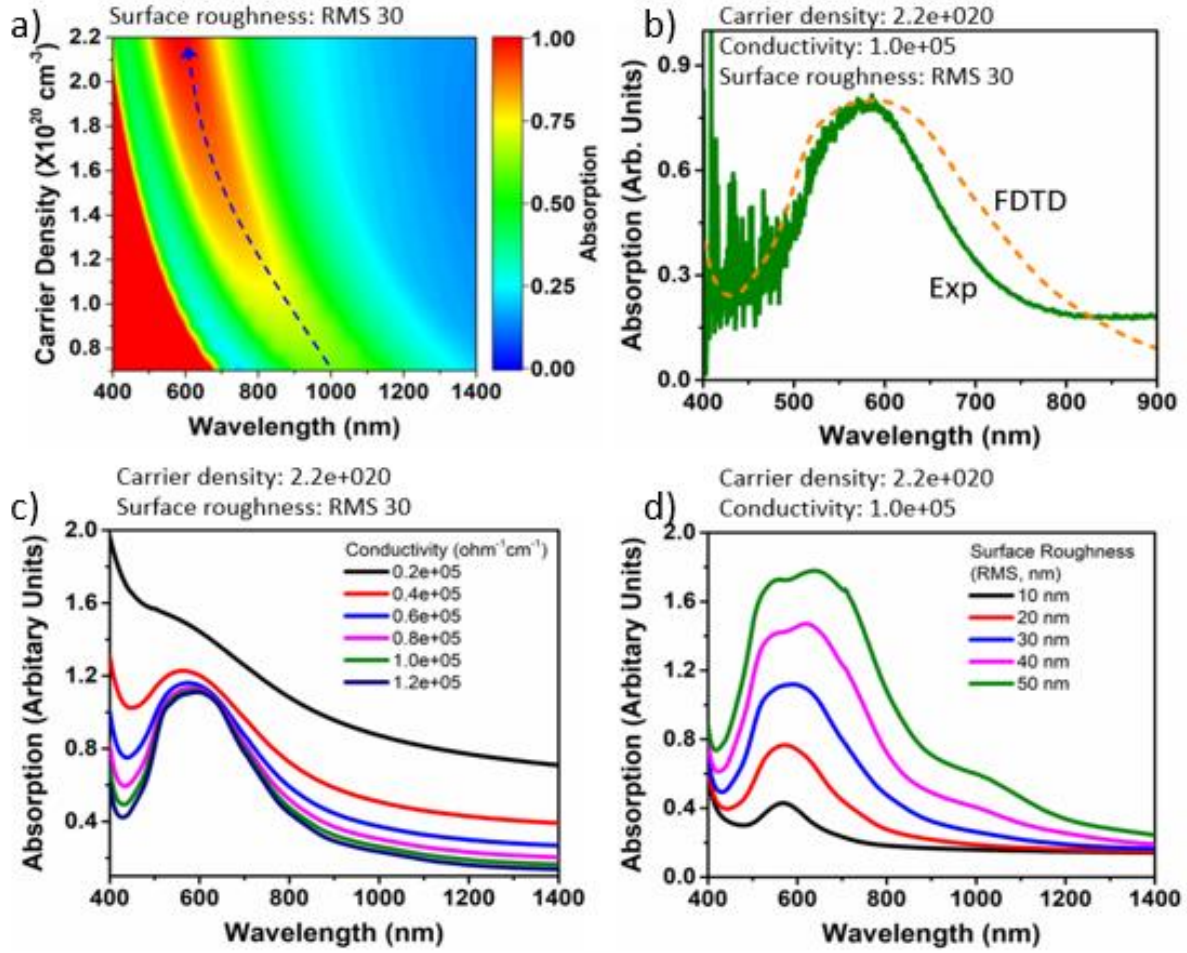 a)
Surface roughness: RMS 30
2.2
2.0
1.8
1.6
1.4
1.2
1.0
0.8
Carrier Density (X10²⁰ cm⁻³)
400 600 800 1000 1200 1400
Wavelength (nm)
1.00
0.75
0.50
0.25
0.00
Absorption
b)
Carrier density: 2.2e+020
Conductivity: 1.0e+05
Surface roughness: RMS 30
0.9
0.6
0.3
0.0
Absorption (Arb. Units)
FDTD
Exp
400 500 600 700 800 900
Wavelength (nm)
c)
Carrier density: 2.2e+020
Surface roughness: RMS 30
2.0
1.6
1.2
0.8
0.4
Absorption (Arbitary Units)
Conductivity (ohm⁻¹cm⁻¹)
0.2e+05
0.4e+05
0.6e+05
0.8e+05
1.0e+05
1.2e+05
400 600 800 1000 1200 1400
Wavelength (nm)
d)
Carrier density: 2.2e+020
Conductivity: 1.0e+05
2.0
1.6
1.2
0.8
0.4
0.0
Absorption (Arbitary Units)
Surface Roughness
(RMS, nm)
10 nm
20 nm
30 nm
40 nm
50 nm
400 600 800 1000 1200 1400
Wavelength (nm)